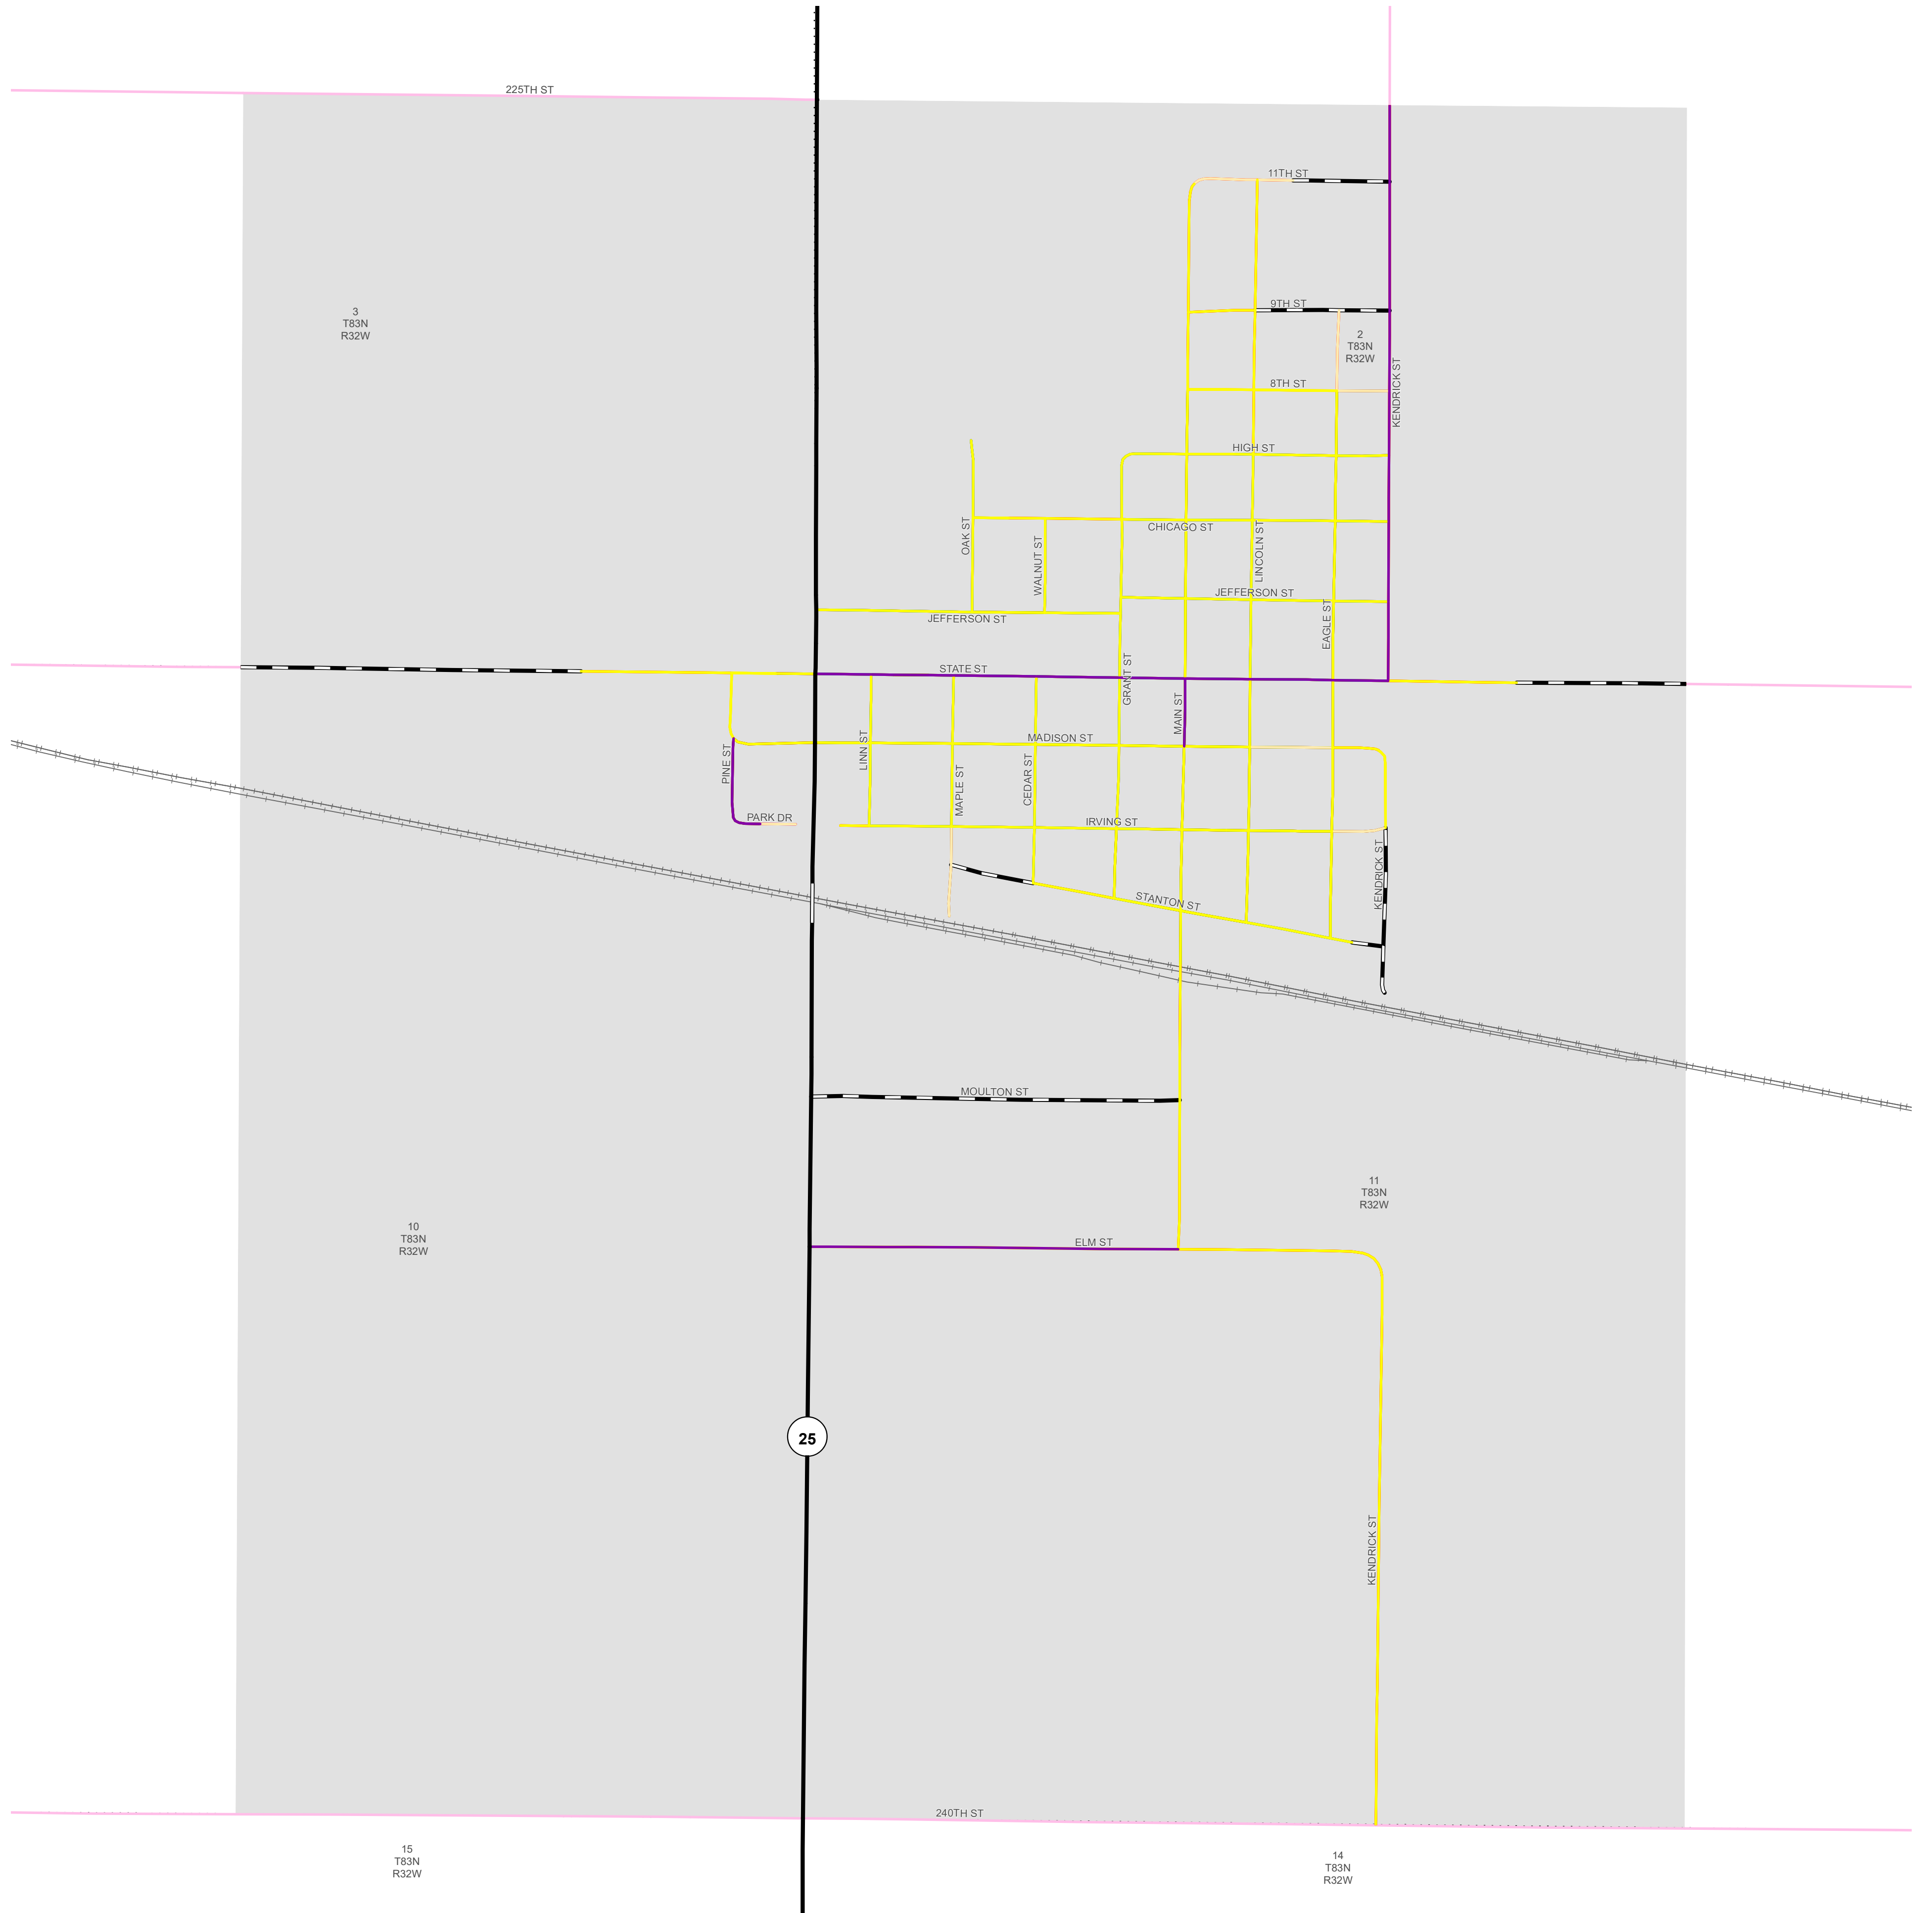 225TH ST
11TH ST
9TH ST
3
T83N
R32W
2
T83N
R32W
8TH ST
KENDRICK ST
HIGH ST
OAK ST
CHICAGO ST
WALNUT ST
LINCOLN ST
JEFFERSON ST
JEFFERSON ST
EAGLE ST
STATE ST
GRANT ST
MAIN ST
MADISON ST
LINN ST
PINE ST
MAPLE ST
CEDAR ST
PARK DR
IRVING ST
KENDRICK ST
STANTON ST
MOULTON ST
11
T83N
R32W
10
T83N
R32W
ELM ST
25
KENDRICK ST
240TH ST
15
T83N
R32W
14
T83N
R32W